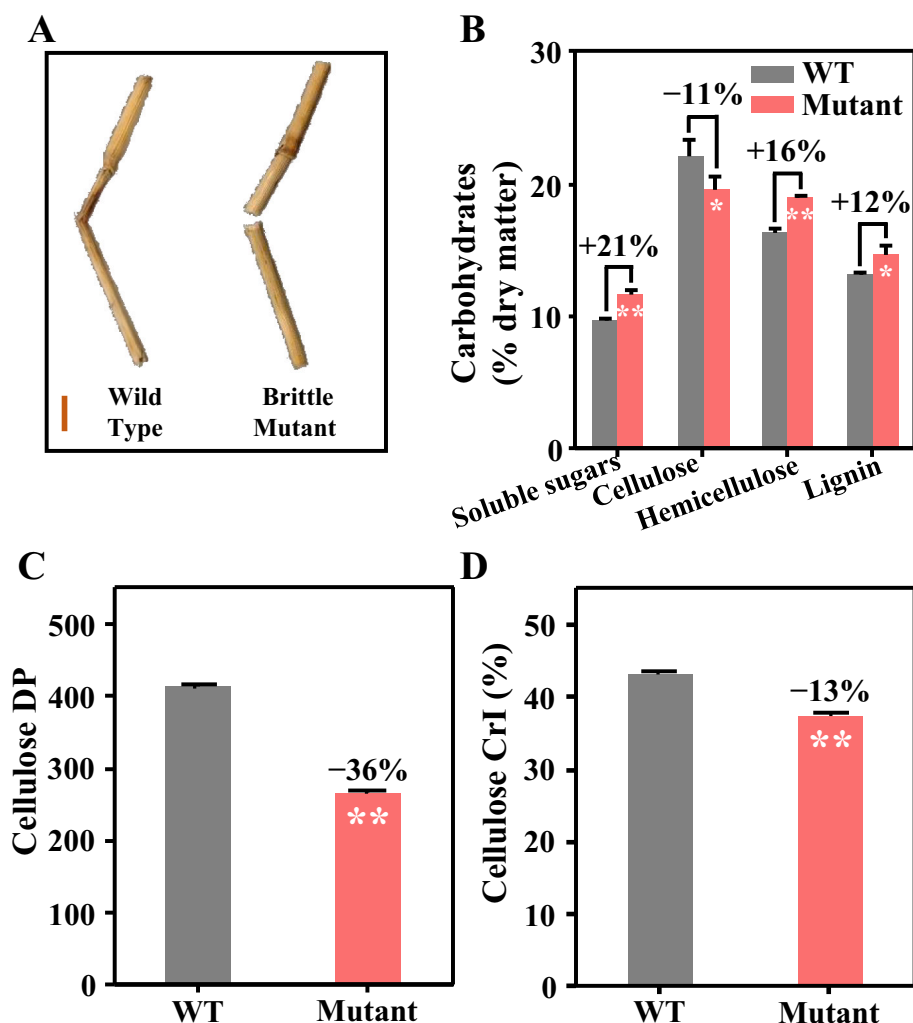 A
Wild
Type
Brittle
Mutant
B
Carbohydrates
(% dry matter)
30
20
10
0
WT
Mutant
+21%
−11%
+16%
+12%
**
*
**
*
Soluble sugars
Cellulose
Hemicellulose
Lignin
C
Cellulose DP
500
400
300
200
100
0
−36%
**
WT
Mutant
D
Cellulose CrI (%)
50
40
30
20
10
0
−13%
**
WT
Mutant